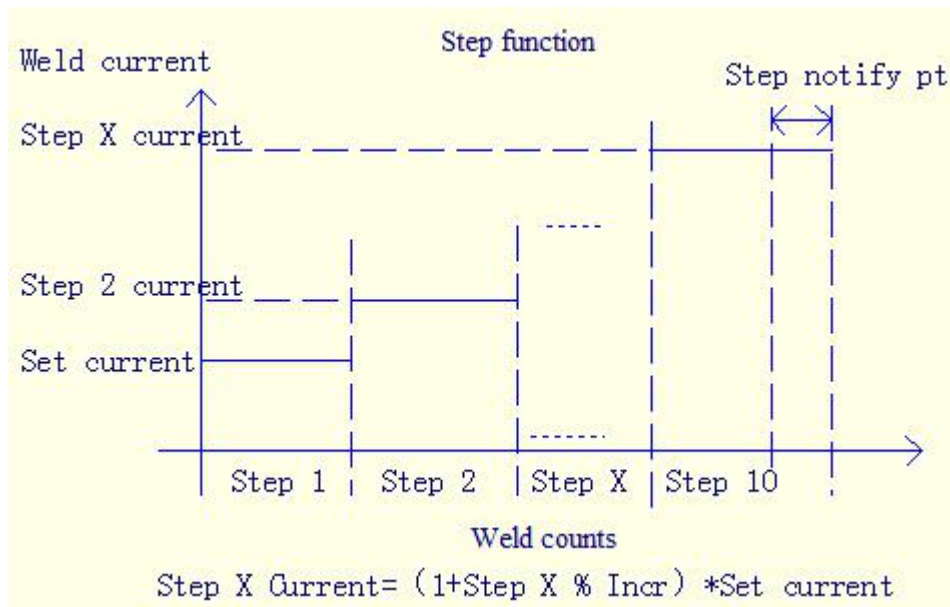 Step function
Weld current
Step notify pt
Step X current
Step 2 current
Set current
Step 1
Step 2
Step X
Step 10
Weld counts
Step X Current= (1+Step X % Incr) *Set current